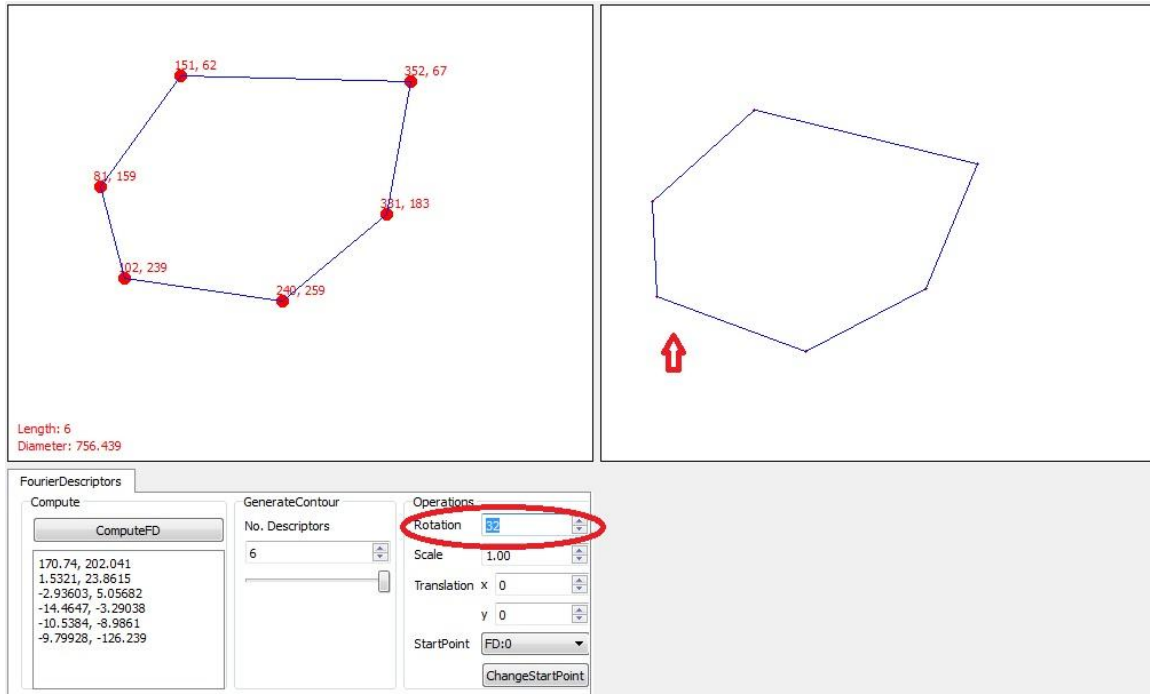 151, 62
352, 67
81, 159
331, 183
102, 239
240, 259
Length: 6
Diameter: 756.439
FourierDescriptors
Compute
ComputeFD
170.74, 202.041
1.5321, 23.8615
-2.93603, 5.05682
-14.4647, -3.29038
-10.5384, -8.9861
-9.79928, -126.239
GenerateContour
No. Descriptors
6
Operations
Rotation 32
Scale 1.00
Translation x 0
y 0
StartPoint FD:0
ChangeStartPoint